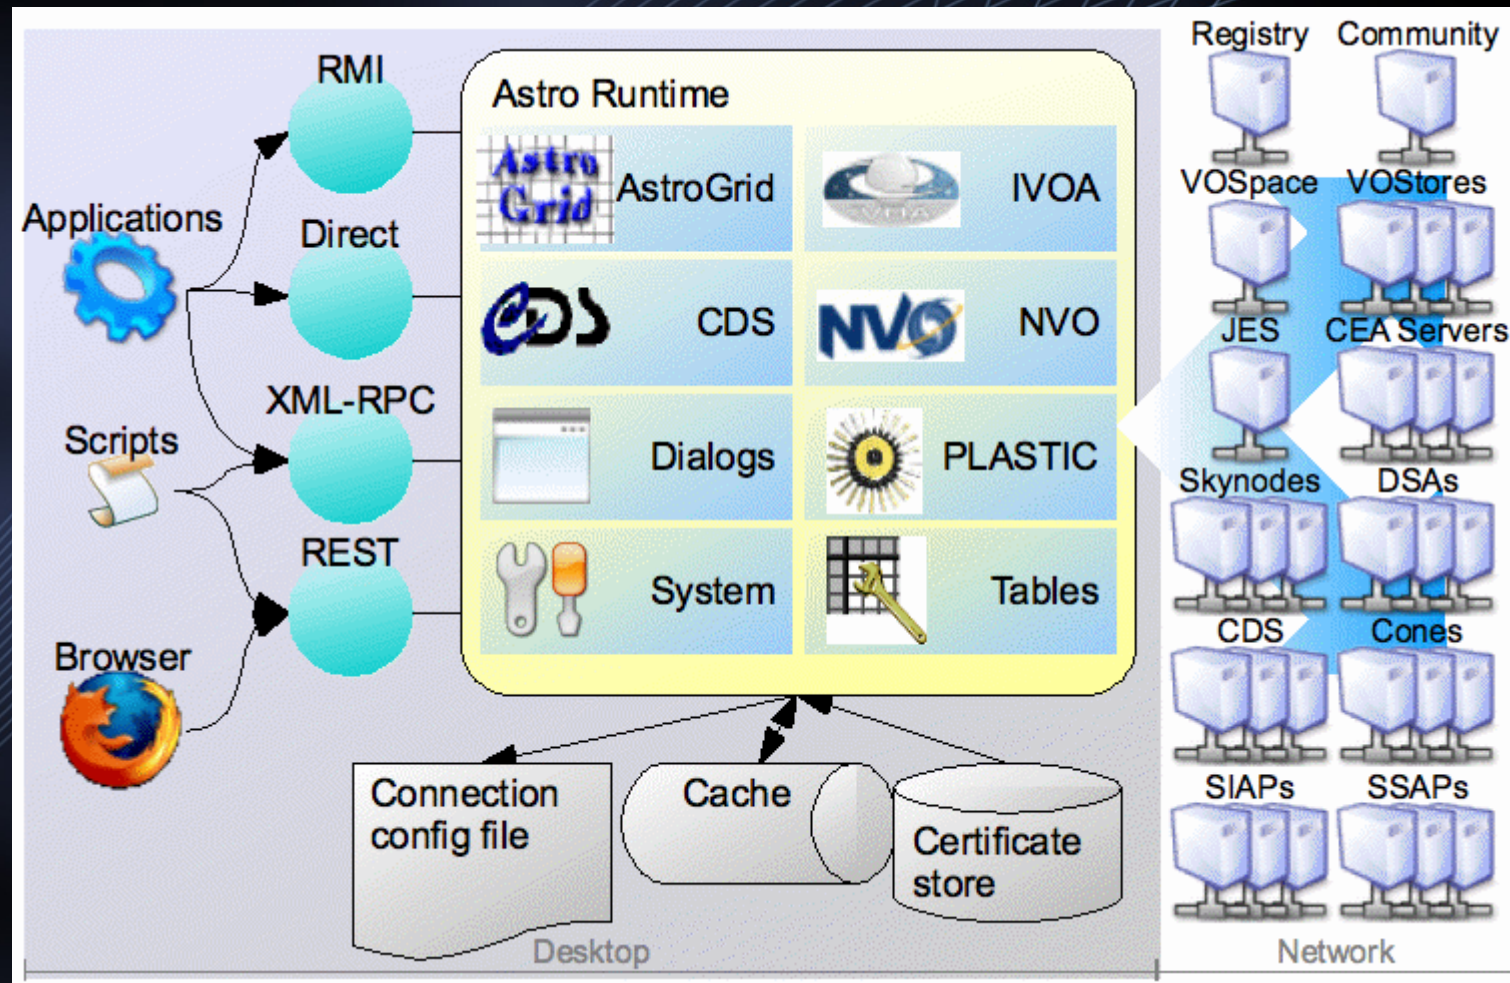 RMI
Applications
Direct
XML-RPC
Scripts
REST
Browser
Astro Runtime
Astro
Grid
AstroGrid
IVOA
CDS
CDS
NVO
NVO
Dialogs
PLASTIC
System
Tables
Connection
config file
Cache
Certificate
store
Desktop
Registry
Community
VOSpace
VOStores
JES
CEA Servers
Skynodes
DSAs
CDS
Cones
SIAPs
SSAPs
Network